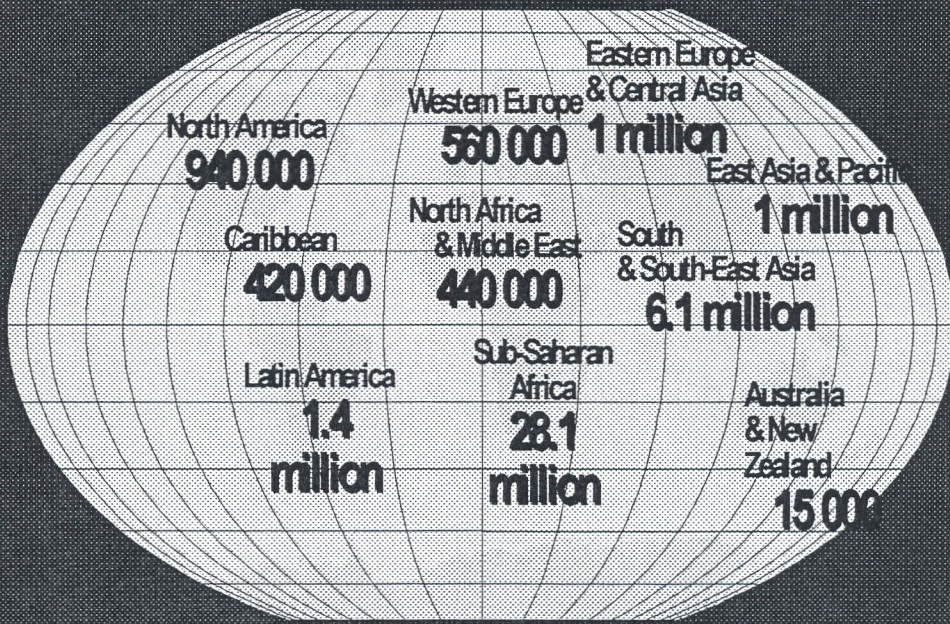 Eastern Europe
& Central Asia
1 million
Western Europe
560 000
North America
940 000
East Asia & Pacific
1 million
North Africa
& Middle East
440 000
Caribbean
420 000
South
& South-East Asia
6.1 million
Sub-Saharan
Africa
28.1
million
Latin America
1.4
million
Australia
& New
Zealand
15 000